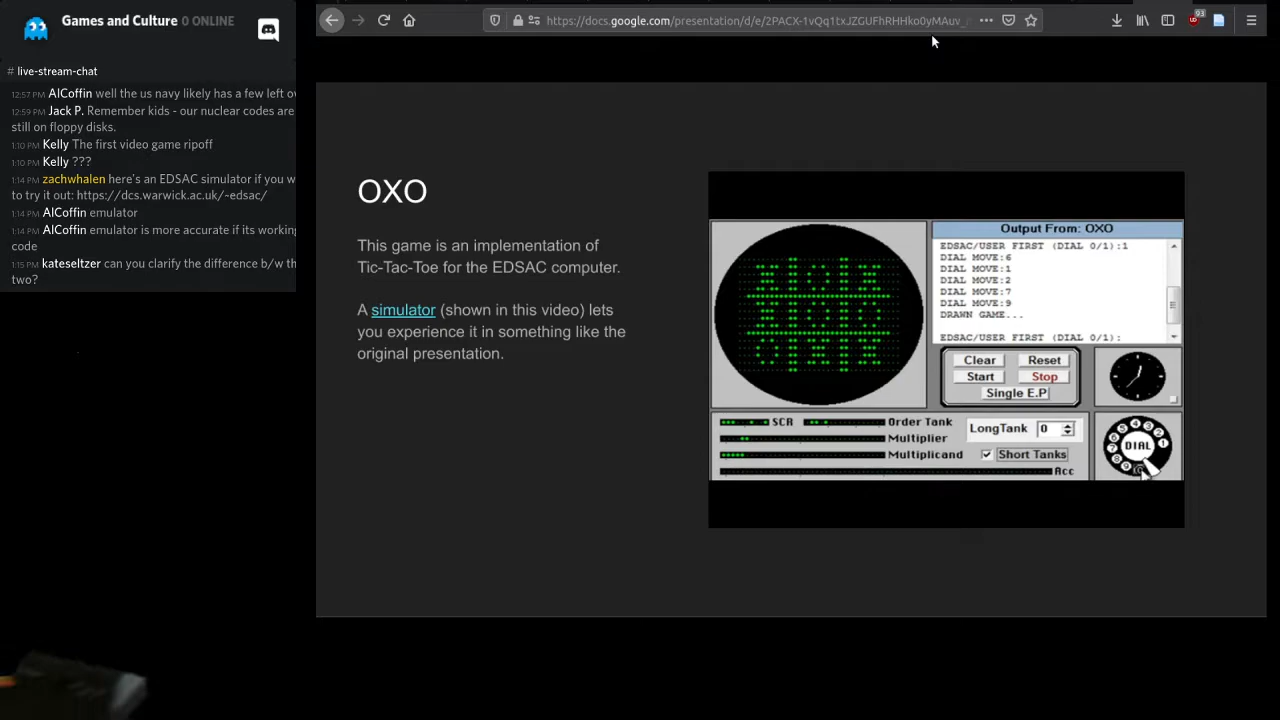 Games and Culture 0 ONLINE
# live-stream-chat
12:57 PM AlCoffin well the us navy likely has a few left ov
12:59 PM Jack P. Remember kids - our nuclear codes are
still on floppy disks.
1:10 PM Kelly The first video game ripoff
1:10 PM Kelly ???
1:14 PM zachwhalen here's an EDSAC simulator if you w
to try it out: https://dcs.warwick.ac.uk/~edsac/
1:14 PM AlCoffin emulator
1:14 PM AlCoffin emulator is more accurate if its working
code
1:15 PM kateseltzer can you clarify the difference b/w th
two?
93
OXO
This game is an implementation of
Tic-Tac-Toe for the EDSAC computer.
A simulator (shown in this video) lets
you experience it in something like the
original presentation.
X|O|X
X|O|O
O|X|X
Output From: OXO
EDSAC/USER FIRST (DIAL 0/1):1
DIAL MOVE:6
DIAL MOVE:1
DIAL MOVE:2
DIAL MOVE:7
DIAL MOVE:9
DRAWN GAME...
EDSAC/USER FIRST (DIAL 0/1):
Clear Reset
Start Stop
Single E.P
SCR Order Tank
Multiplier
Multiplicand
Acc
LongTank 0
Short Tanks
DIAL